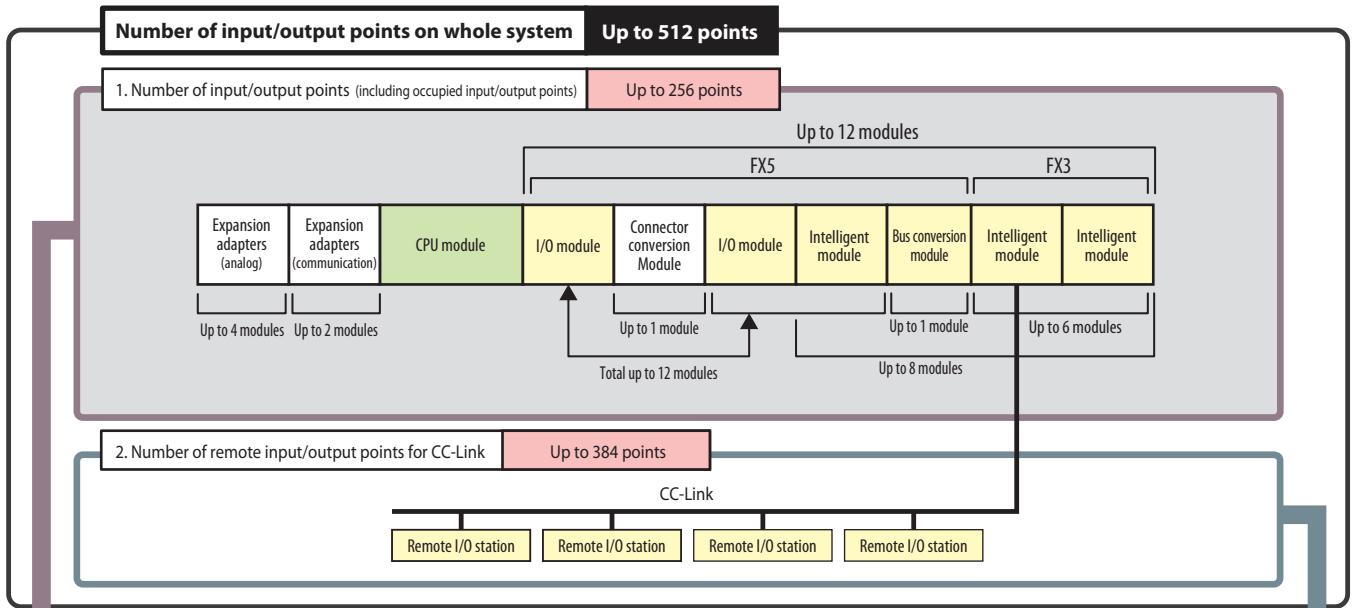 Number of input/output points on whole system Up to 512 points
1. Number of input/output points (including occupied input/output points) Up to 256 points
Up to 12 modules
FX5 FX3
Expansion adapters (analog)
Expansion adapters (communication)
CPU module
I/O module
Connector conversion Module
I/O module
Intelligent module
Bus conversion module
Intelligent module
Intelligent module
Up to 4 modules Up to 2 modules Up to 1 module Up to 1 module Up to 6 modules
Total up to 12 modules Up to 8 modules
2. Number of remote input/output points for CC-Link Up to 384 points
CC-Link
Remote I/O station Remote I/O station Remote I/O station Remote I/O station